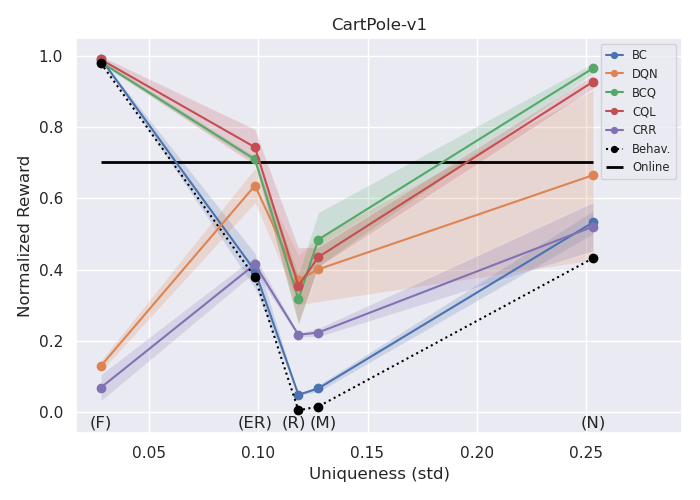 CartPole-v1
1.0
0.8
0.6
0.4
0.2
0.0
Normalized Reward
BC
DQN
BCQ
CQL
CRR
Behav.
Online
(F)
(ER)
(R)
(M)
(N)
0.05
0.10
0.15
0.20
0.25
Uniqueness (std)